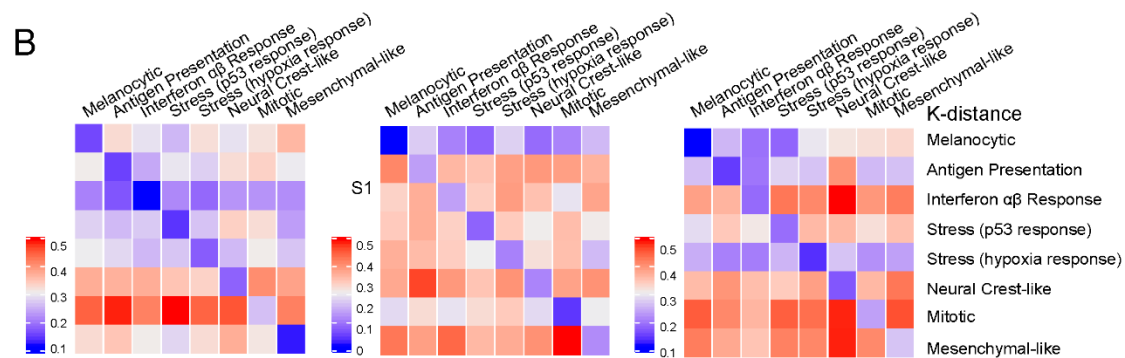 B
Melanocytic
Antigen Presentation
Interferon αβ Response
Stress (p53 response)
Stress (hypoxia response)
Neural Crest-like
Mitotic
Mesenchymal-like
Melanocytic
Antigen Presentation
Interferon αβ Response
Stress (p53 response)
Stress (hypoxia response)
Neural Crest-like
Mitotic
Mesenchymal-like
Melanocytic
Antigen Presentation
Interferon αβ Response
Stress (p53 response)
Stress (hypoxia response)
Neural Crest-like
Mitotic
Mesenchymal-like
K-distance
Melanocytic
Antigen Presentation
Interferon αβ Response
Stress (p53 response)
Stress (hypoxia response)
Neural Crest-like
Mitotic
Mesenchymal-like
S1
0.5
0.4
0.3
0.2
0.1
0.5
0.4
0.3
0.2
0.1
0
0.5
0.4
0.3
0.2
0.1